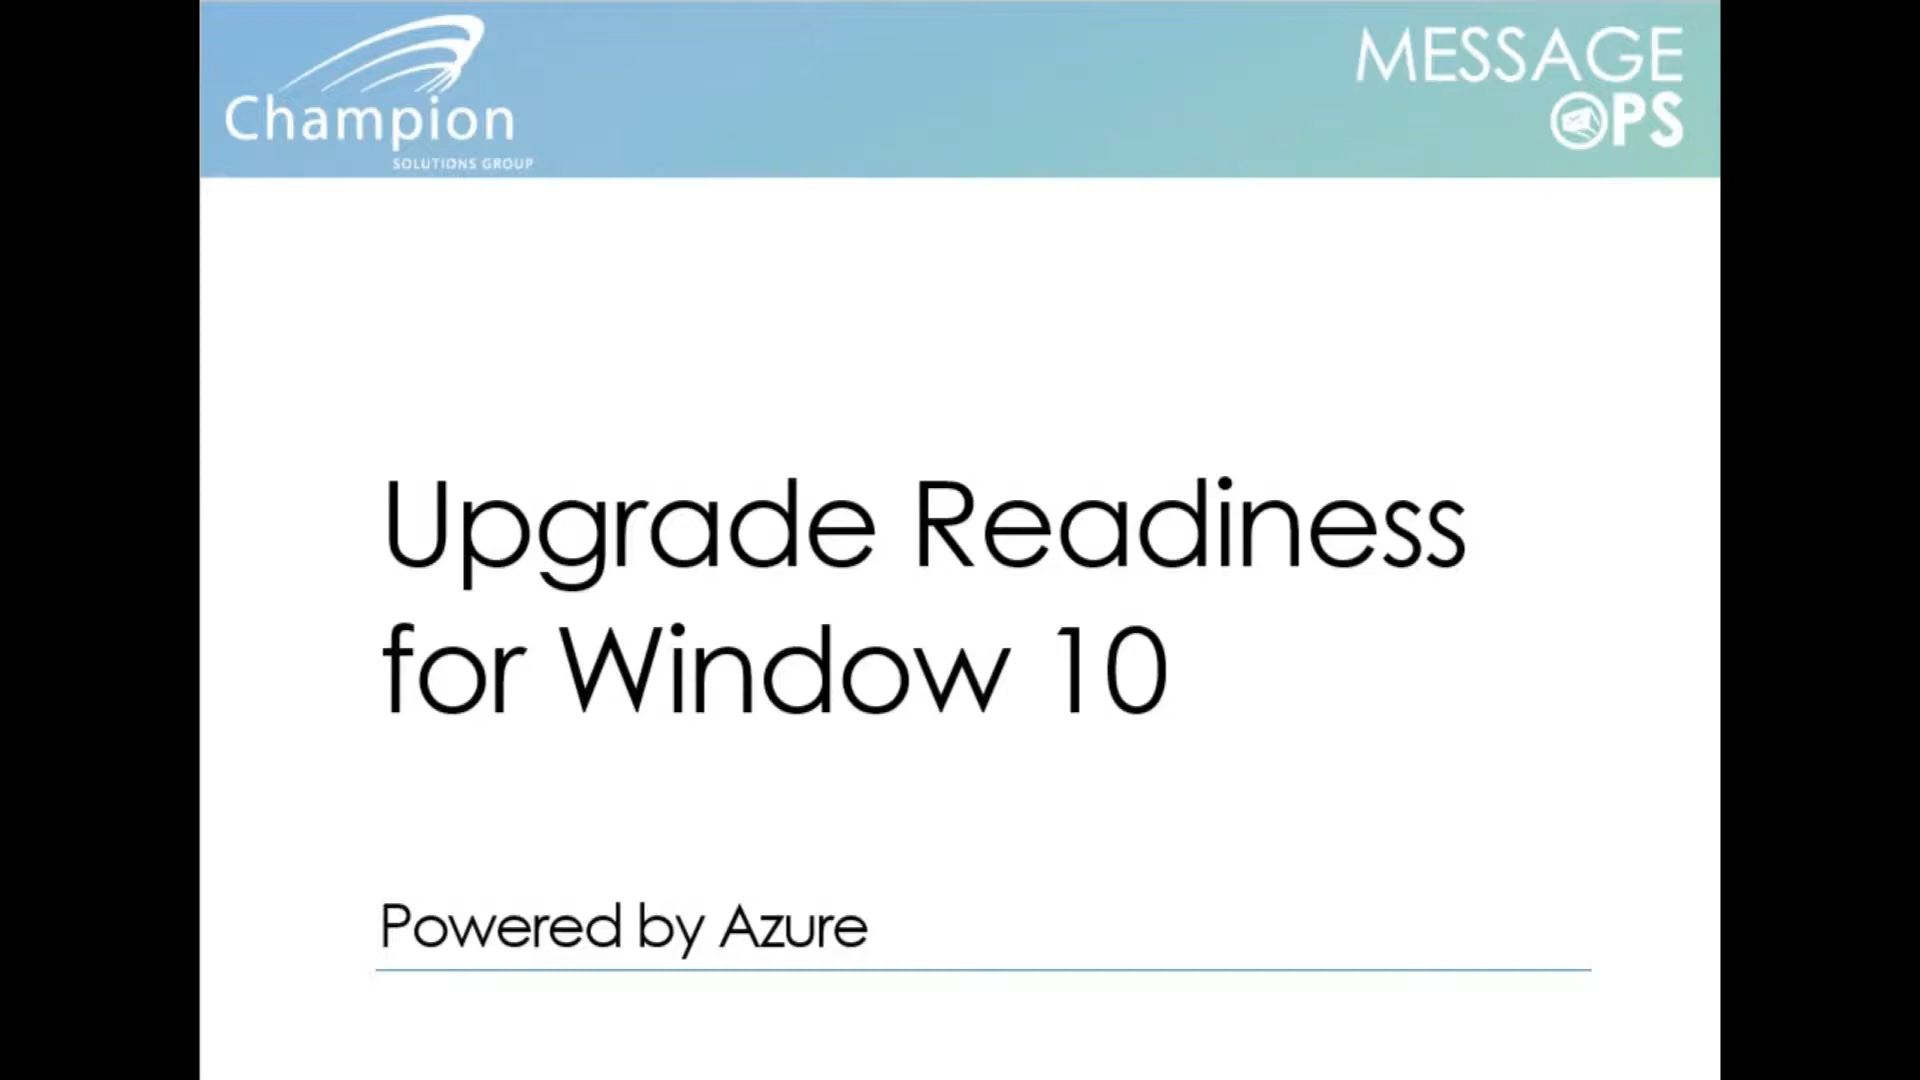 Champion
SOLUTIONS GROUP
MESSAGE
OPS
Upgrade Readiness
for Window 10
Powered by Azure